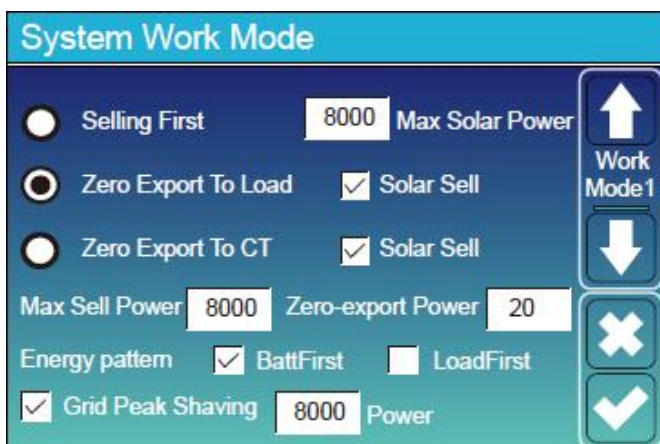 System Work Mode
Selling First 8000 Max Solar Power
Zero Export To Load Solar Sell
Work
Mode1
Zero Export To CT Solar Sell
Max Sell Power 8000 Zero-export Power 20
Energy pattern BattFirst LoadFirst
Grid Peak Shaving 8000 Power